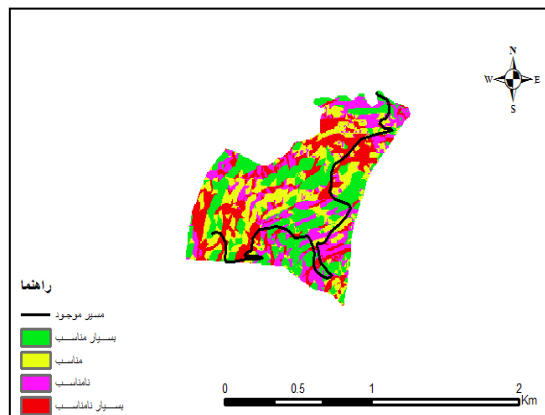 N
W E
S
راهنما
مسیر موجود
بسیار مناسب
مناسب
نامناسب
بسیار نامناسب
0 0.5 1 2
Km